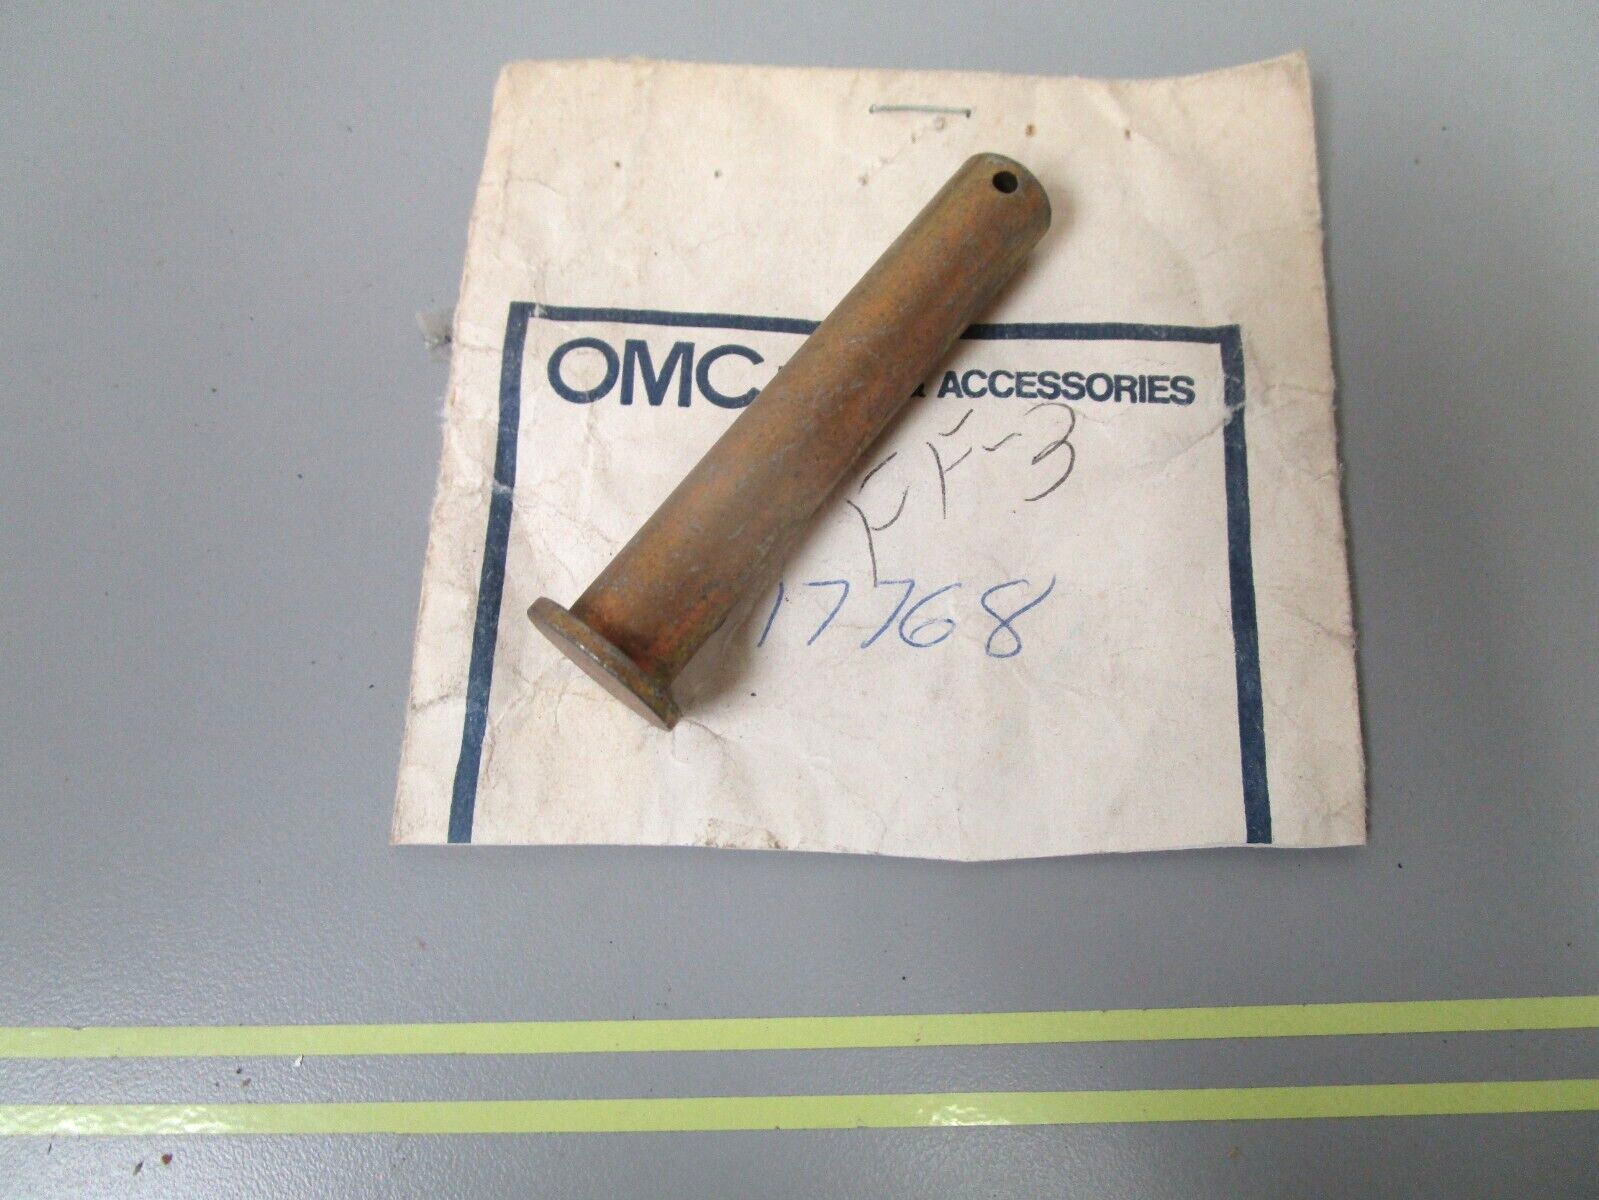 OMC & ACCESSORIES
FF-3
17768